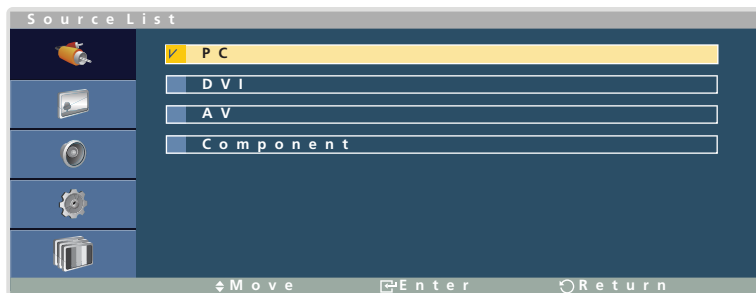 Source List
PC
DVI
AV
Component
Move Enter Return